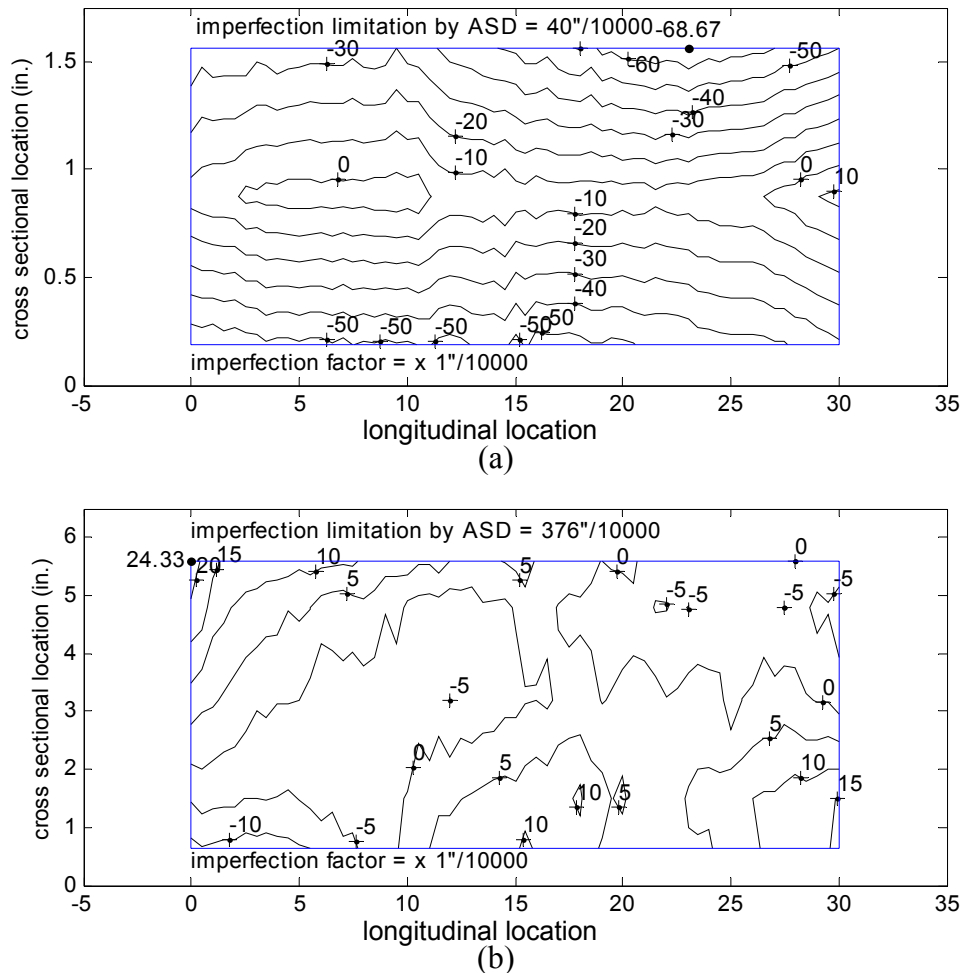 (a)
imperfection limitation by ASD = 40"/10000 -68.67
-30 -50
-60
-40
-20 -30
-10
0 0 10
-10
-20
-30
-40
-50 -50 -50 -50 -50
imperfection factor = x 1"/10000
1.5
1
0.5
0
cross sectional location (in.)
-5 0 5 10 15 20 25 30 35
longitudinal location
(a)
imperfection limitation by ASD = 376"/10000
24.33 20 15 10 5 0 0
5 -5 -5 -5 -5
-5 0
0 5
5 10
10 5 15
-10 -5 10
imperfection factor = x 1"/10000
6
5
4
3
2
1
0
cross sectional location (in.)
-5 0 5 10 15 20 25 30 35
longitudinal location
(b)